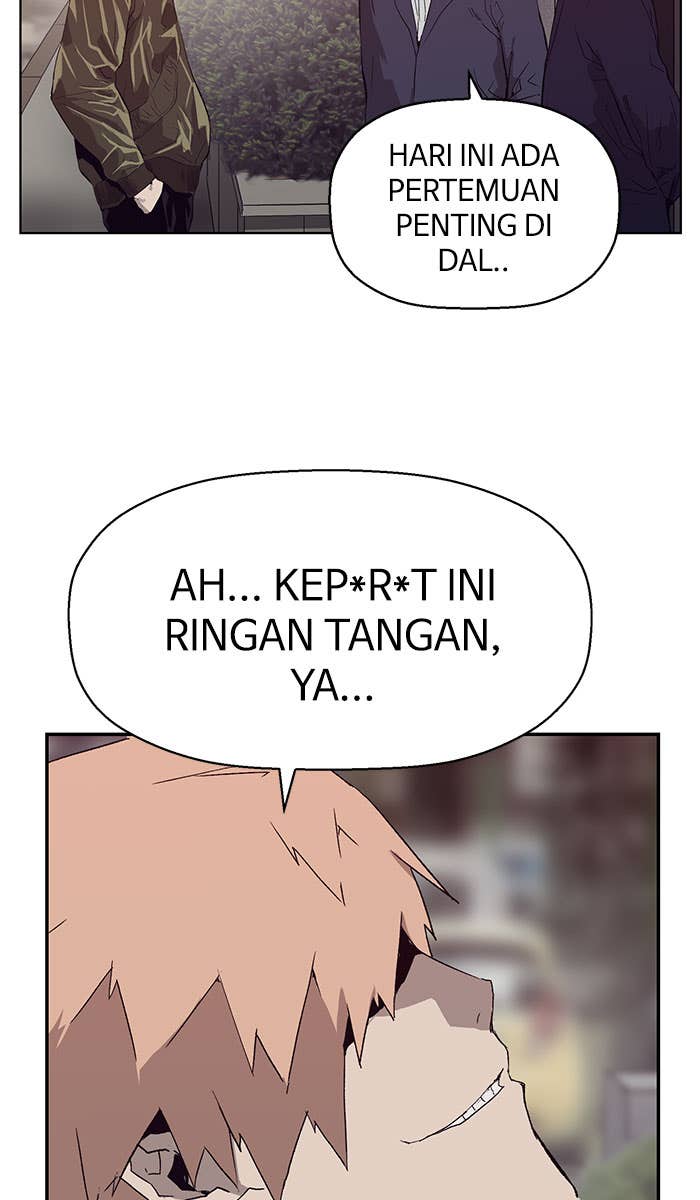 HARI INI ADA
PERTEMUAN
PENTING DI
DAL..
AH... KEP*R*T INI
RINGAN TANGAN,
YA...